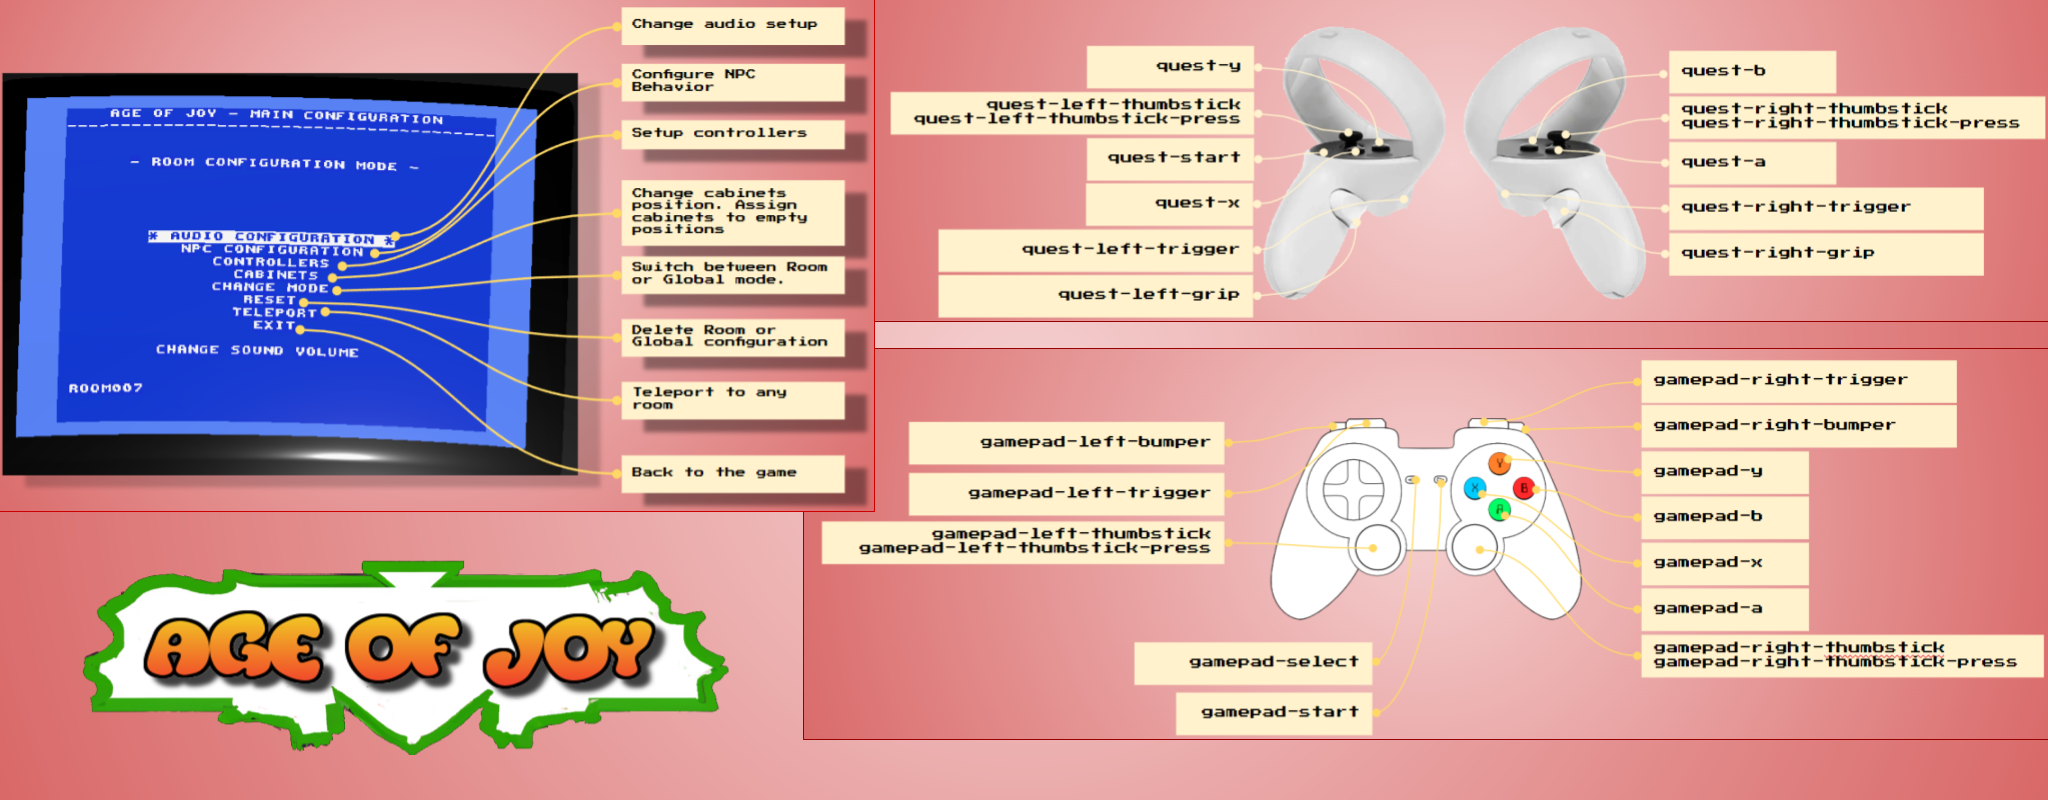 AGE OF JOY - MAIN CONFIGURATION
- ROOM CONFIGURATION MODE -
* AUDIO CONFIGURATION *
NPC CONFIGURATION
CONTROLLERS
CABINETS
CHANGE MODE
RESET
TELEPORT
EXIT
CHANGE SOUND VOLUME
ROOM007
Change audio setup
Configure NPC
Behavior
Setup controllers
Change cabinets
position. Assign
cabinets to empty
positions
Switch between Room
or Global mode.
Delete Room or
Global configuration
Teleport to any
room
Back to the game
quest-y
quest-left-thumbstick
quest-left-thumbstick-press
quest-start
quest-x
quest-left-trigger
quest-left-grip
quest-b
quest-right-thumbstick
quest-right-thumbstick-press
quest-a
quest-right-trigger
quest-right-grip
AGE OF JOY
gamepad-left-bumper
gamepad-left-trigger
gamepad-left-thumbstick
gamepad-left-thumbstick-press
gamepad-select
gamepad-start
Y
X
B
A
gamepad-right-trigger
gamepad-right-bumper
gamepad-y
gamepad-b
gamepad-x
gamepad-a
gamepad-right-thumbstick
gamepad-right-thumbstick-press